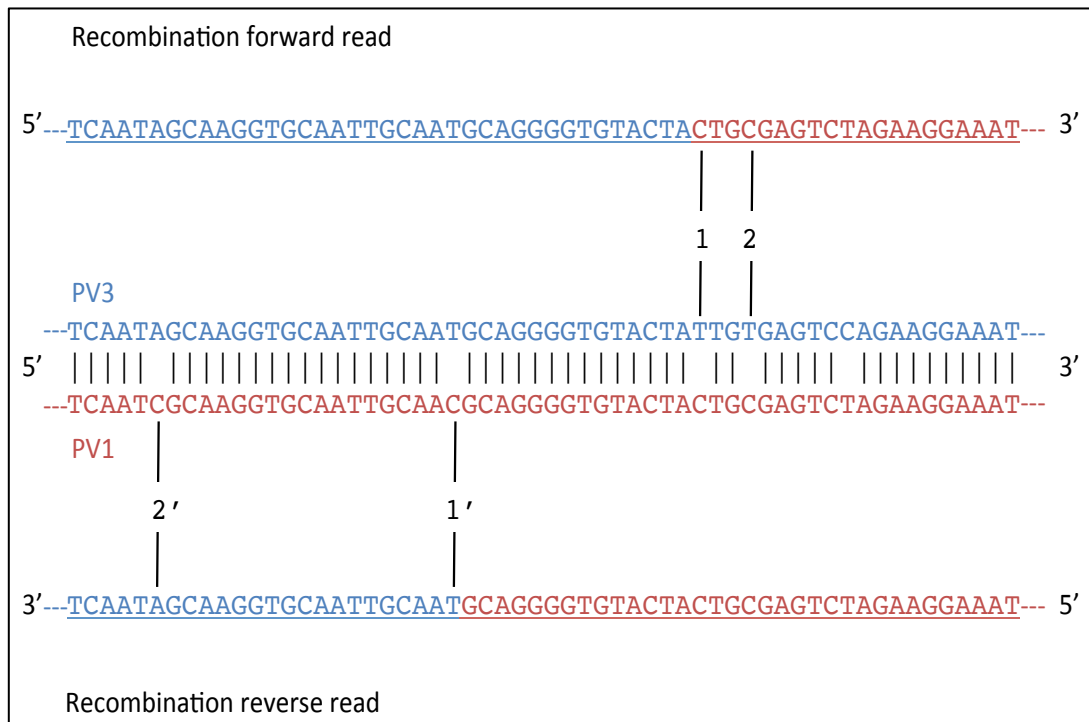 Recombination forward read
5’ ---TCAATAGCAAGGTGCAATTGCAATGCAGGGGTGTACTACTGCGAGTCTAGAAGGAAAT--- 3’
1 2
PV3
---TCAATAGCAAGGTGCAATTGCAATGCAGGGGTGTACTATTGTGAGTCCAGAAGGAAAT---
5’ ||||| ||||||||||||||||| |||||||||||||| || ||||| |||||||||| 3’
---TCAATCGCAAGGTGCAATTGCAACGCAGGGGTGTACTACTGCGAGTCTAGAAGGAAAT---
PV1
2’ 1’
3’ ---TCAATAGCAAGGTGCAATTGCAATGCAGGGGTGTACTACTGCGAGTCTAGAAGGAAAT--- 5’
Recombination reverse read